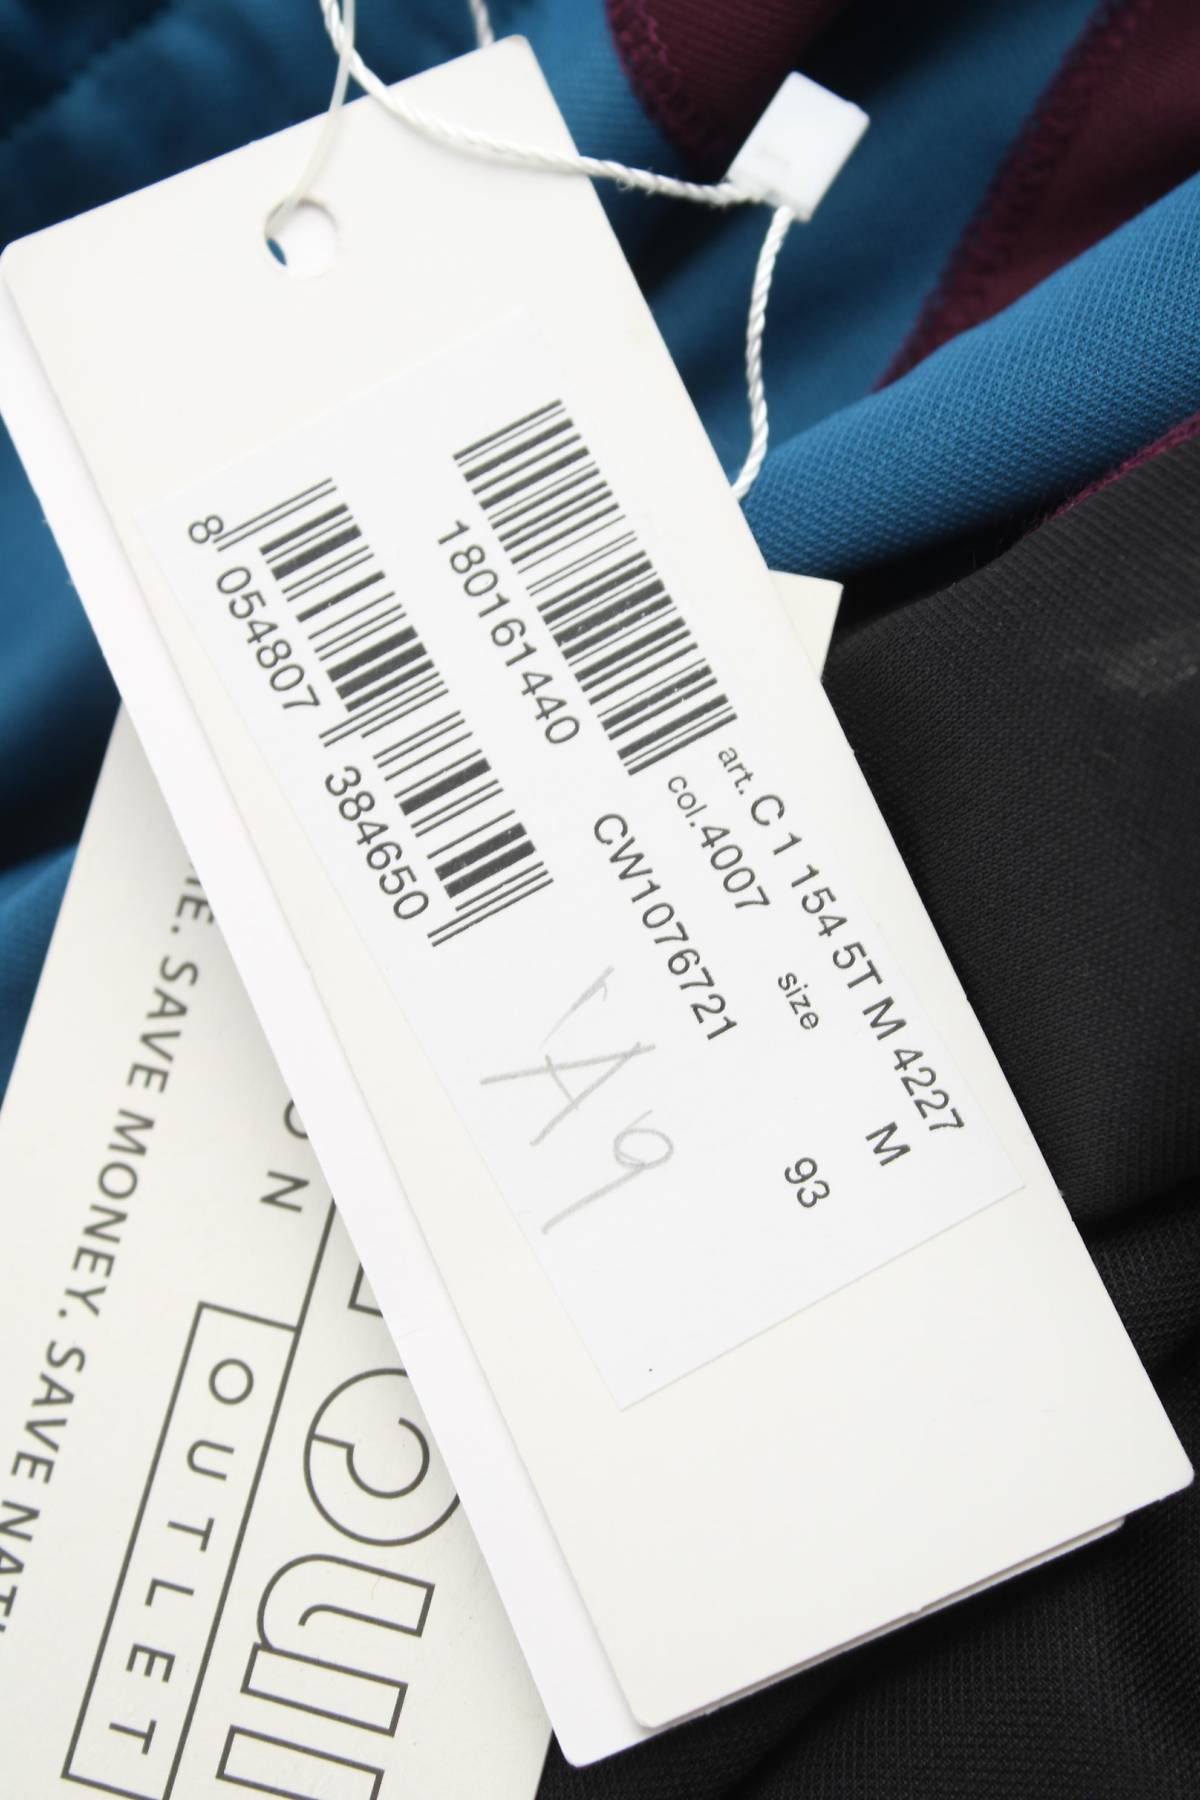 art. C 1 154 5T M 4227
col. 4007 size M
180161440
CW1076721 93
8 054807 384650
SAVE MONEY. SAVE
OUTLET